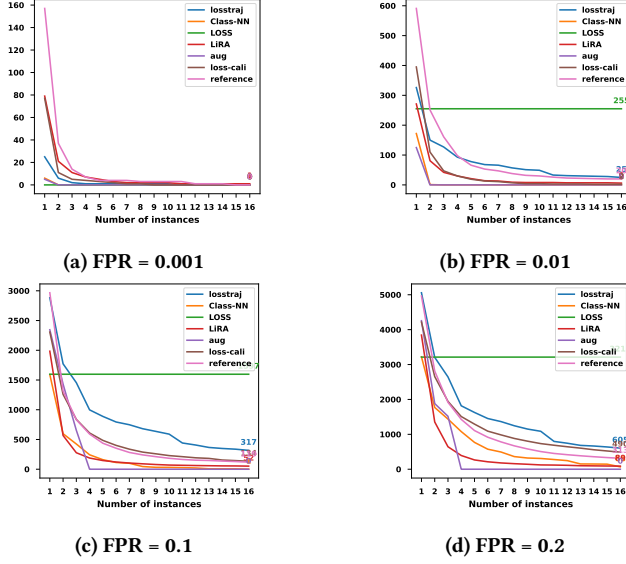 160
140
120
100
80
60
40
20
0
losstraj
Class-NN
LOSS
LiRA
aug
loss-cali
reference
1 2 3 4 5 6 7 8 9 10 11 12 13 14 15 16
Number of instances
(a) FPR = 0.001
600
500
400
300
200
100
0
losstraj
Class-NN
LOSS
LiRA
aug
loss-cali
reference
255
1 2 3 4 5 6 7 8 9 10 11 12 13 14 15 16
Number of instances
(b) FPR = 0.01
3000
2500
2000
1500
1000
500
0
losstraj
Class-NN
LOSS
LiRA
aug
loss-cali
reference
317
1 2 3 4 5 6 7 8 9 10 11 12 13 14 15 16
Number of instances
(c) FPR = 0.1
5000
4000
3000
2000
1000
0
losstraj
Class-NN
LOSS
LiRA
aug
loss-cali
reference
605
1 2 3 4 5 6 7 8 9 10 11 12 13 14 15 16
Number of instances
(d) FPR = 0.2